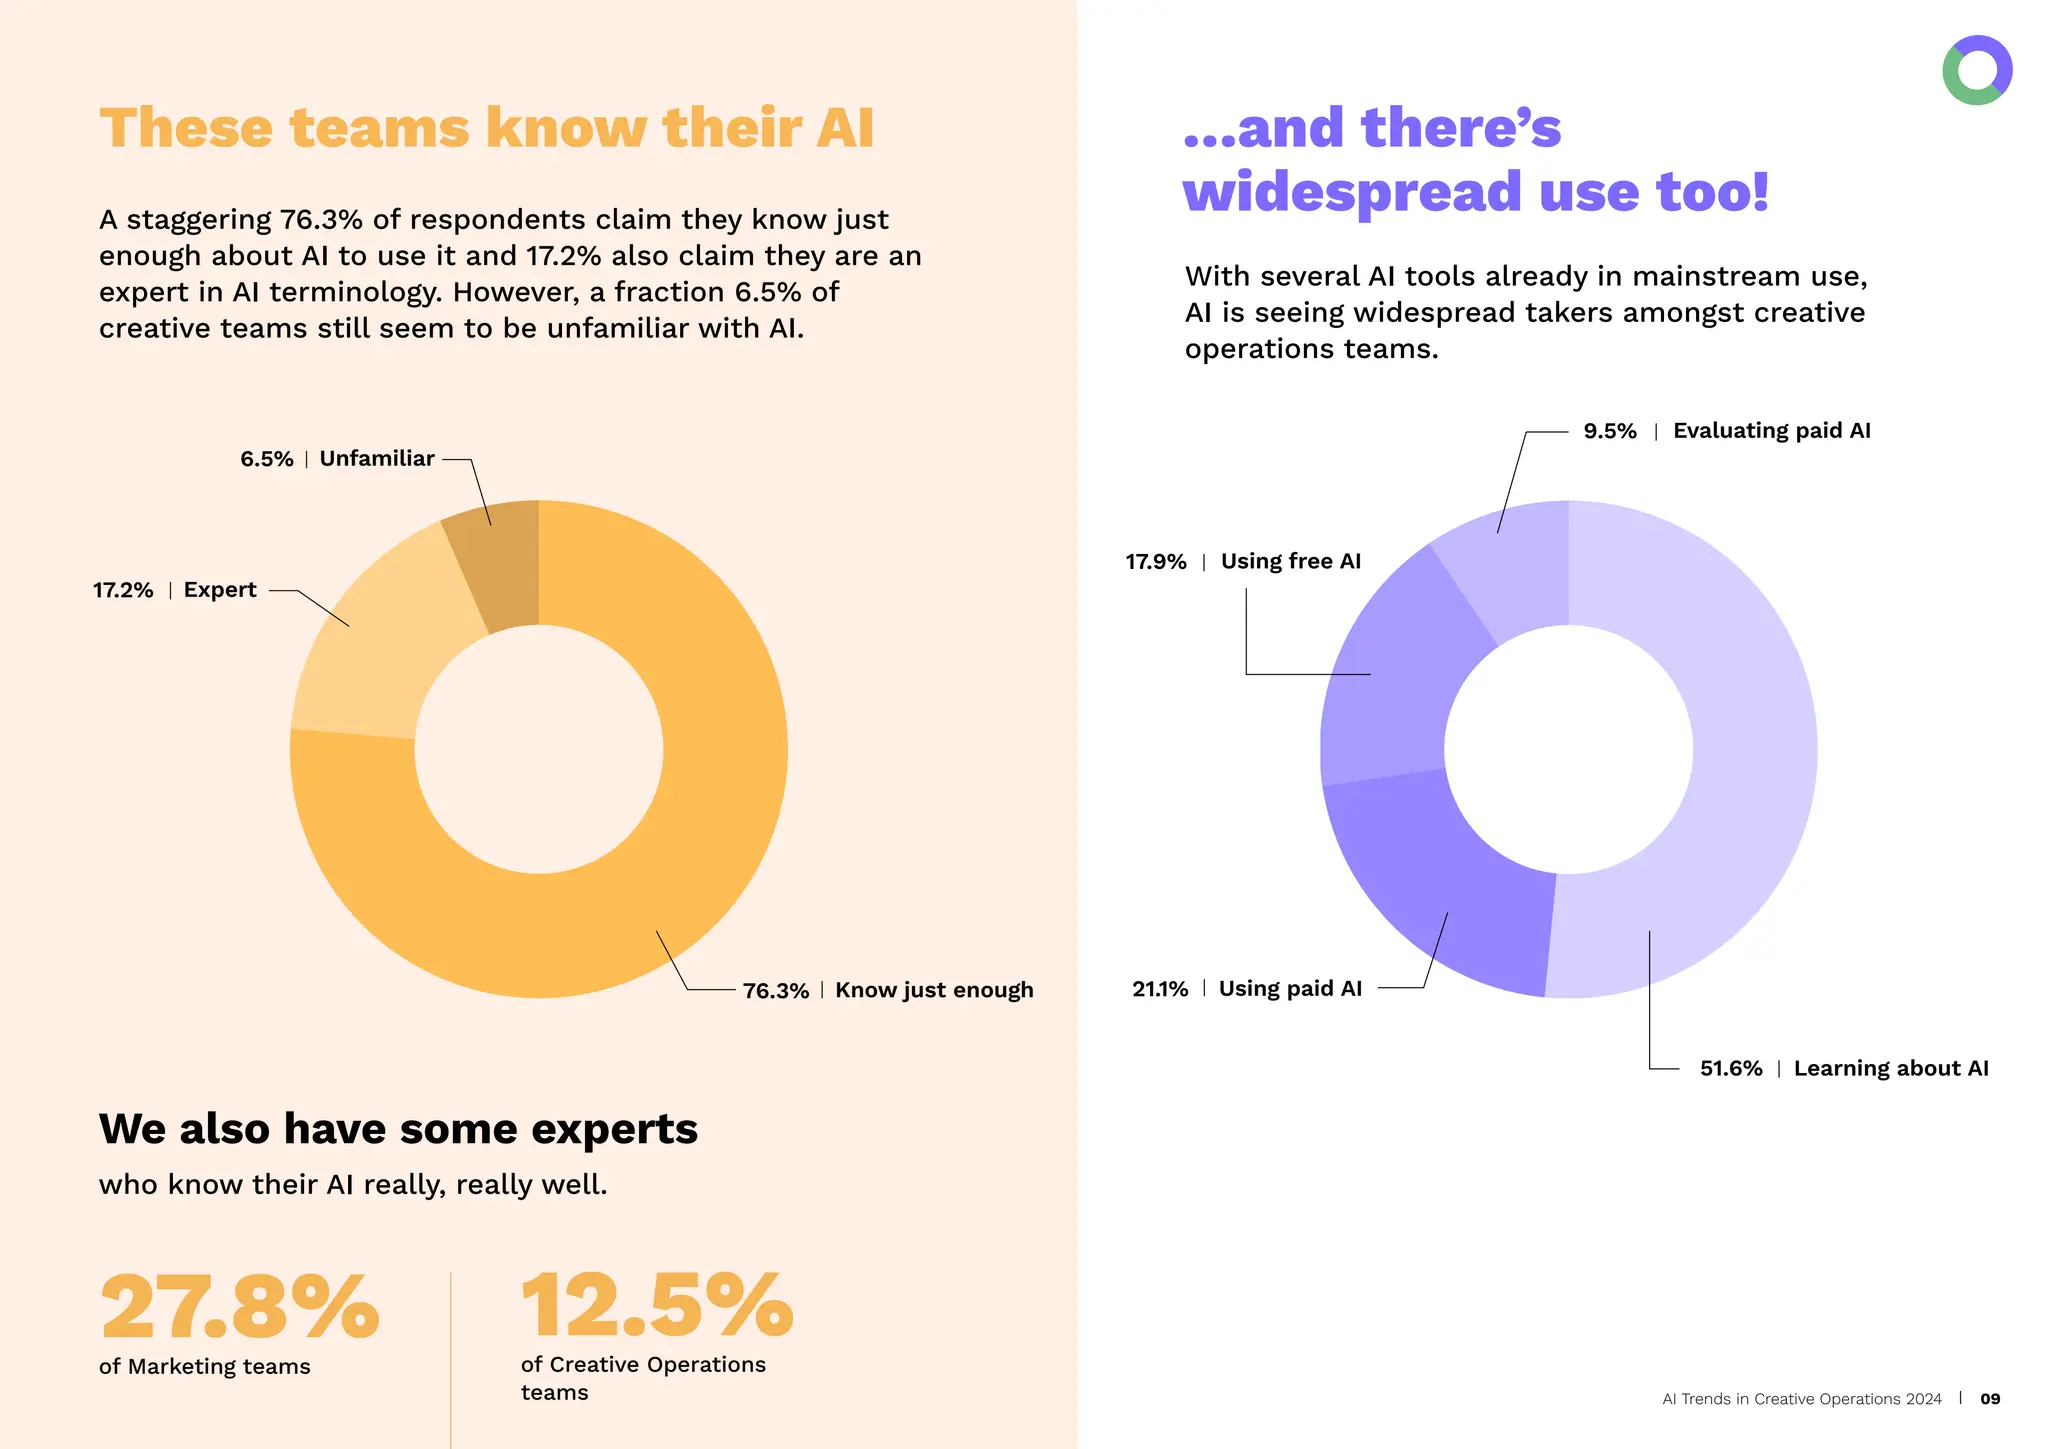 These teams know their AI
A staggering 76.3% of respondents claim they know just
enough about AI to use it and 17.2% also claim they are an
expert in AI terminology. However, a fraction 6.5% of
creative teams still seem to be unfamiliar with AI.
6.5% | Unfamiliar
17.2% | Expert
76.3% | Know just enough
We also have some experts
who know their AI really, really well.
27.8%
of Marketing teams
12.5%
of Creative Operations
teams
...and there’s
widespread use too!
With several AI tools already in mainstream use,
AI is seeing widespread takers amongst creative
operations teams.
9.5% | Evaluating paid AI
17.9% | Using free AI
21.1% | Using paid AI
51.6% | Learning about AI
AI Trends in Creative Operations 2024 | 09